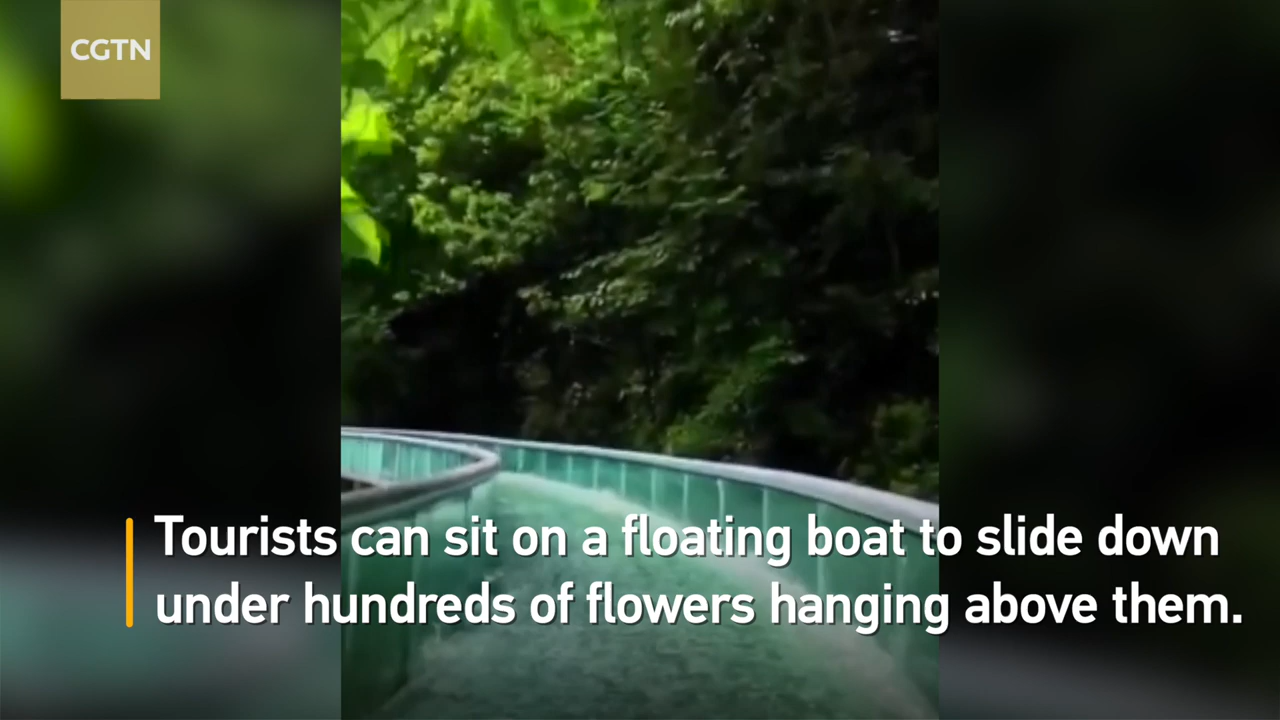 CGTN
Tourists can sit on a floating boat to slide down
under hundreds of flowers hanging above them.